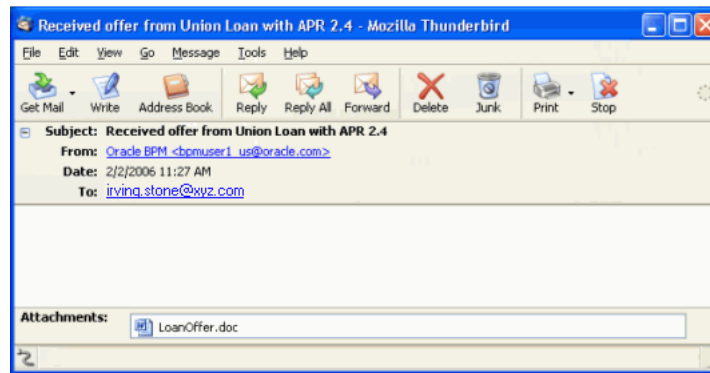 Received offer from Union Loan with APR 2.4 - Mozilla Thunderbird
File Edit View Go Message Tools Help
Get Mail Write Address Book Reply Reply All Forward Delete Junk Print Stop
Subject: Received offer from Union Loan with APR 2.4
From: Oracle BPM <bpmuser1_us@oracle.com>
Date: 2/2/2006 11:27 AM
To: irving.stone@xyz.com
Attachments: LoanOffer.doc